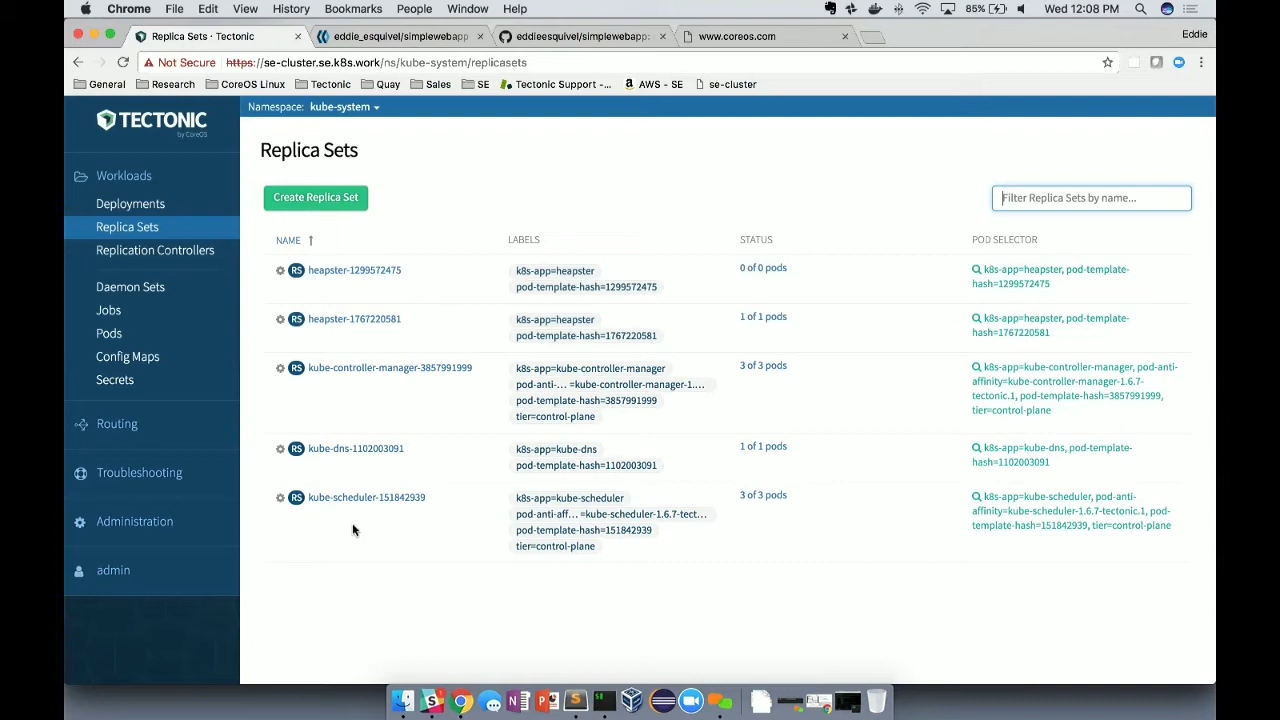 Chrome File Edit View History Bookmarks People Window Help 85% Wed 12:08 PM
Replica Sets · Tectonic eddie_esquivel/simplewebapp eddieesquivel/simplewebapp: www.coreos.com Eddie
Not Secure https://se-cluster.se.k8s.work/ns/kube-system/replicasets
General Research CoreOS Linux Tectonic Quay Sales SE Tectonic Support -... AWS - SE se-cluster
TECTONIC
by CoreOS
Workloads
Deployments
Replica Sets
Replication Controllers
Daemon Sets
Jobs
Pods
Config Maps
Secrets
Routing
Troubleshooting
Administration
admin
Namespace: kube-system
Replica Sets
Create Replica Set
Filter Replica Sets by name...
NAME LABELS STATUS POD SELECTOR
RS heapster-1299572475
k8s-app=heapster
pod-template-hash=1299572475
0 of 0 pods
k8s-app=heapster, pod-template-
hash=1299572475
RS heapster-1767220581
k8s-app=heapster
pod-template-hash=1767220581
1 of 1 pods
k8s-app=heapster, pod-template-
hash=1767220581
RS kube-controller-manager-3857991999
k8s-app=kube-controller-manager
pod-anti-... =kube-controller-manager-1....
pod-template-hash=3857991999
tier=control-plane
3 of 3 pods
k8s-app=kube-controller-manager, pod-anti-
affinity=kube-controller-manager-1.6.7-
tectonic.1, pod-template-hash=3857991999,
tier=control-plane
RS kube-dns-1102003091
k8s-app=kube-dns
pod-template-hash=1102003091
1 of 1 pods
k8s-app=kube-dns, pod-template-
hash=1102003091
RS kube-scheduler-151842939
k8s-app=kube-scheduler
pod-anti-aff... =kube-scheduler-1.6.7-tect...
pod-template-hash=151842939
tier=control-plane
3 of 3 pods
k8s-app=kube-scheduler, pod-anti-
affinity=kube-scheduler-1.6.7-tectonic.1, pod-
template-hash=151842939, tier=control-plane